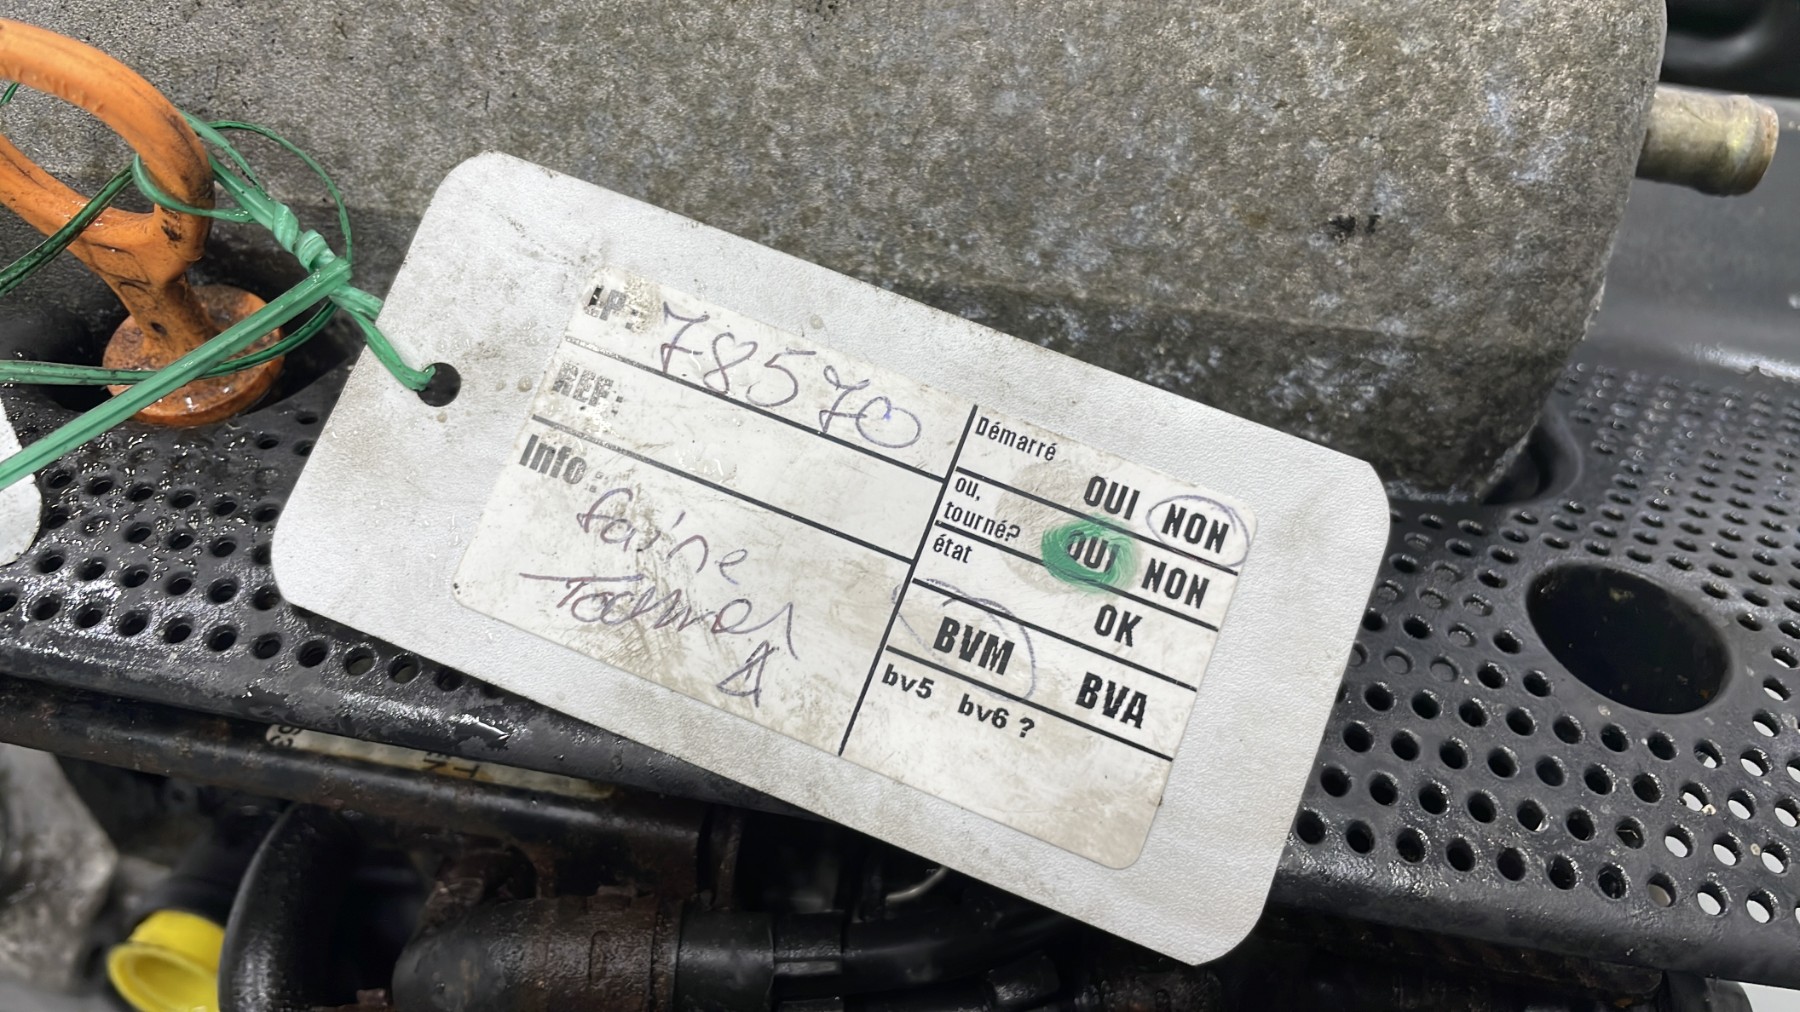 LP: 78570
REF:
Info:
faire
Tourner
Démarré OUI NON
ou, tourné? OUI NON
état OK
BVM BVA
bv5 bv6 ?